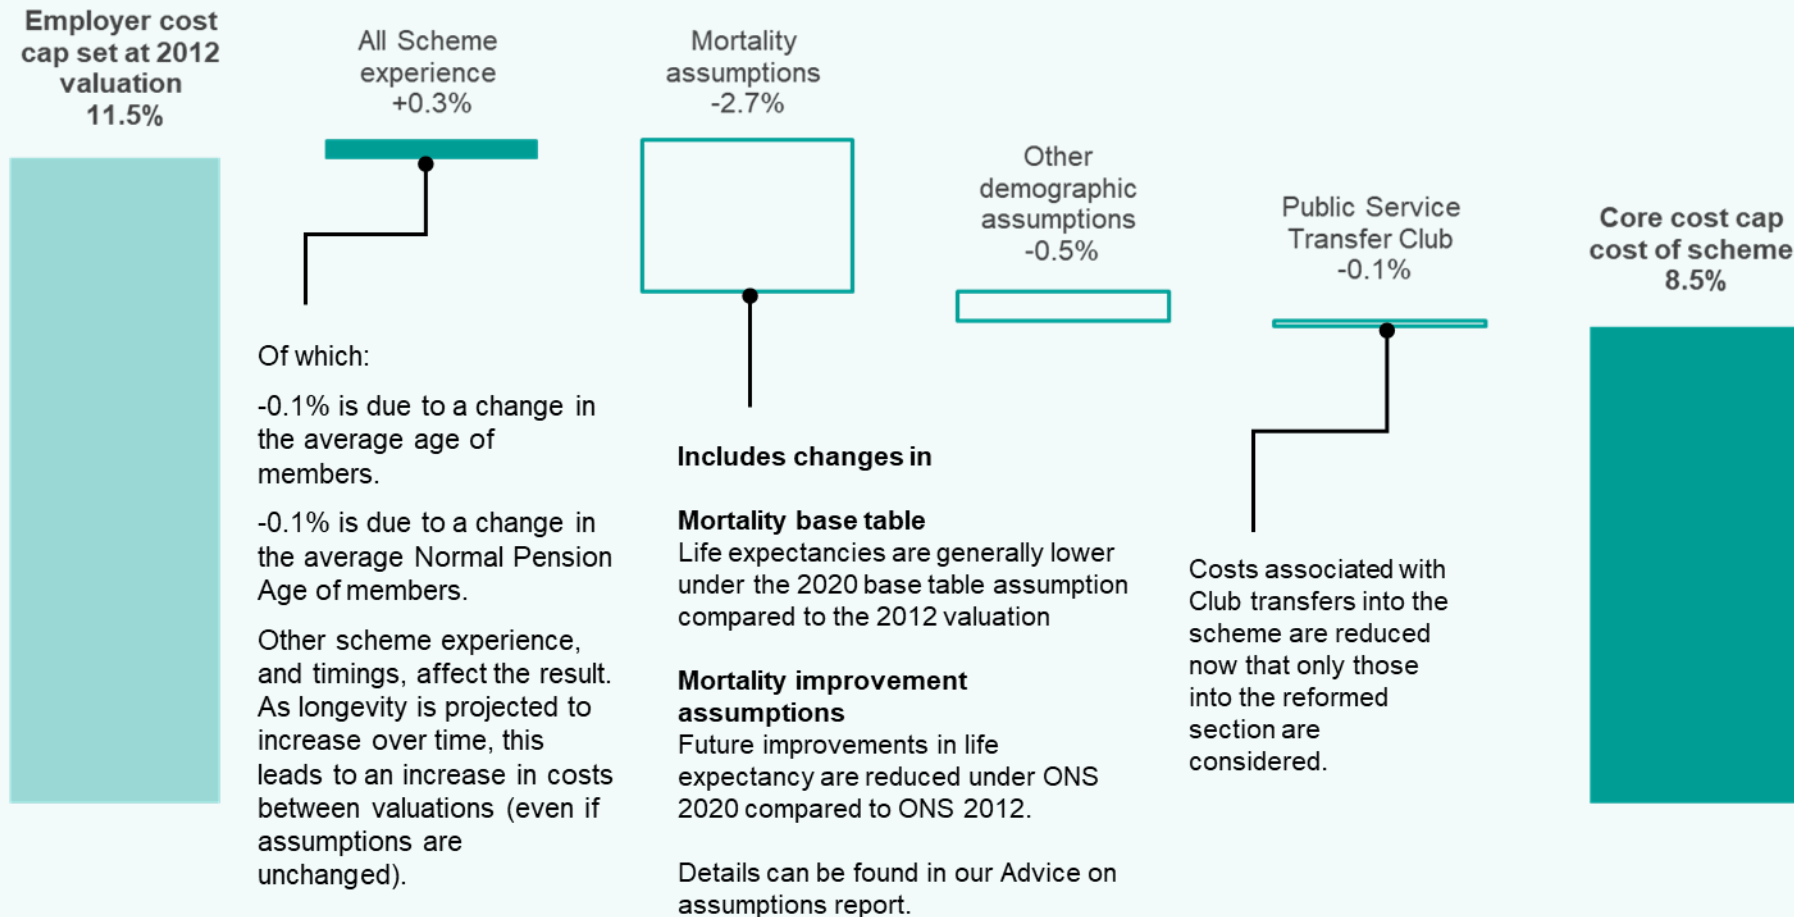 Employer cost
cap set at 2012
valuation
11.5%
All Scheme
experience
+0.3%
Mortality
assumptions
-2.7%
Other
demographic
assumptions
-0.5%
Public Service
Transfer Club
-0.1%
Core cost cap
cost of scheme
8.5%
Of which:
-0.1% is due to a change in
the average age of
members.
-0.1% is due to a change in
the average Normal Pension
Age of members.
Other scheme experience,
and timings, affect the result.
As longevity is projected to
increase over time, this
leads to an increase in costs
between valuations (even if
assumptions are
unchanged).
Includes changes in
Mortality base table
Life expectancies are generally lower
under the 2020 base table assumption
compared to the 2012 valuation
Mortality improvement
assumptions
Future improvements in life
expectancy are reduced under ONS
2020 compared to ONS 2012.
Details can be found in our Advice on
assumptions report.
Costs associated with
Club transfers into the
scheme are reduced
now that only those
into the reformed
section are
considered.